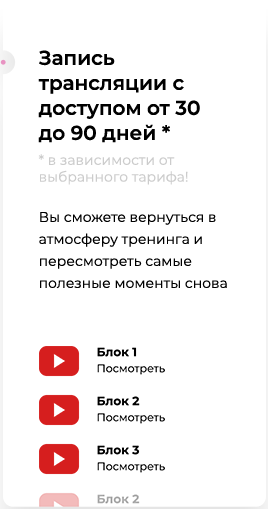 Запись
трансляции с
доступом от 30
до 90 дней *
* в зависимости от
выбранного тарифа!
Вы сможете вернуться в
атмосферу тренинга и
пересмотреть самые
полезные моменты снова
Блок 1
Посмотреть
Блок 2
Посмотреть
Блок 3
Посмотреть
Блок 2